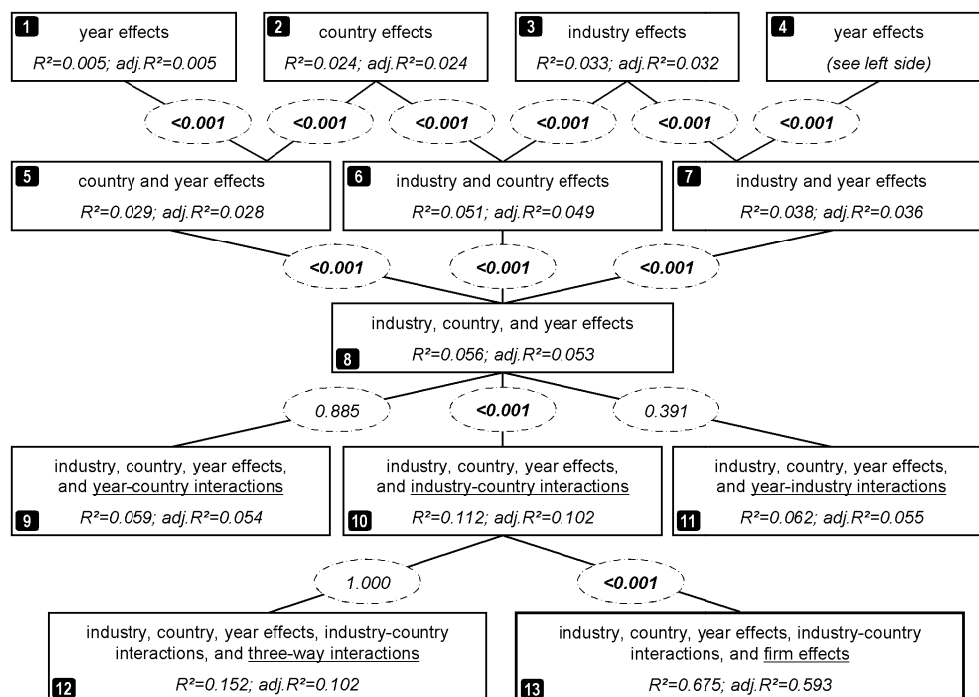 1
year effects
R²=0.005; adj.R²=0.005
2
country effects
R²=0.024; adj.R²=0.024
3
industry effects
R²=0.033; adj.R²=0.032
4
year effects
(see left side)
<0.001
<0.001
<0.001
<0.001
<0.001
<0.001
5
country and year effects
R²=0.029; adj.R²=0.028
6
industry and country effects
R²=0.051; adj.R²=0.049
7
industry and year effects
R²=0.038; adj.R²=0.036
<0.001
<0.001
<0.001
industry, country, and year effects
R²=0.056; adj.R²=0.053
8
0.885
<0.001
0.391
industry, country, year effects,
and year-country interactions
R²=0.059; adj.R²=0.054
9
industry, country, year effects,
and industry-country interactions
R²=0.112; adj.R²=0.102
10
industry, country, year effects,
and year-industry interactions
R²=0.062; adj.R²=0.055
11
1.000
<0.001
industry, country, year effects, industry-country
interactions, and three-way interactions
R²=0.152; adj.R²=0.102
12
industry, country, year effects, industry-country
interactions, and firm effects
R²=0.675; adj.R²=0.593
13